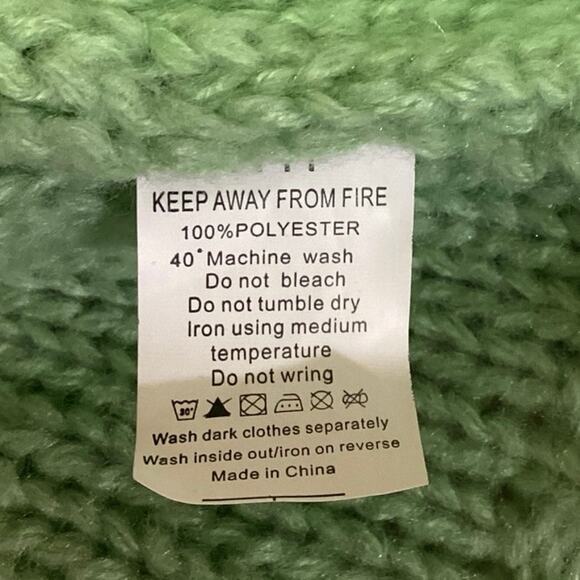 KEEP AWAY FROM FIRE
100%POLYESTER
40°Machine wash
Do not bleach
Do not tumble dry
Iron using medium
temperature
Do not wring
30°
Wash dark clothes separately
Wash inside out/iron on reverse
Made in China